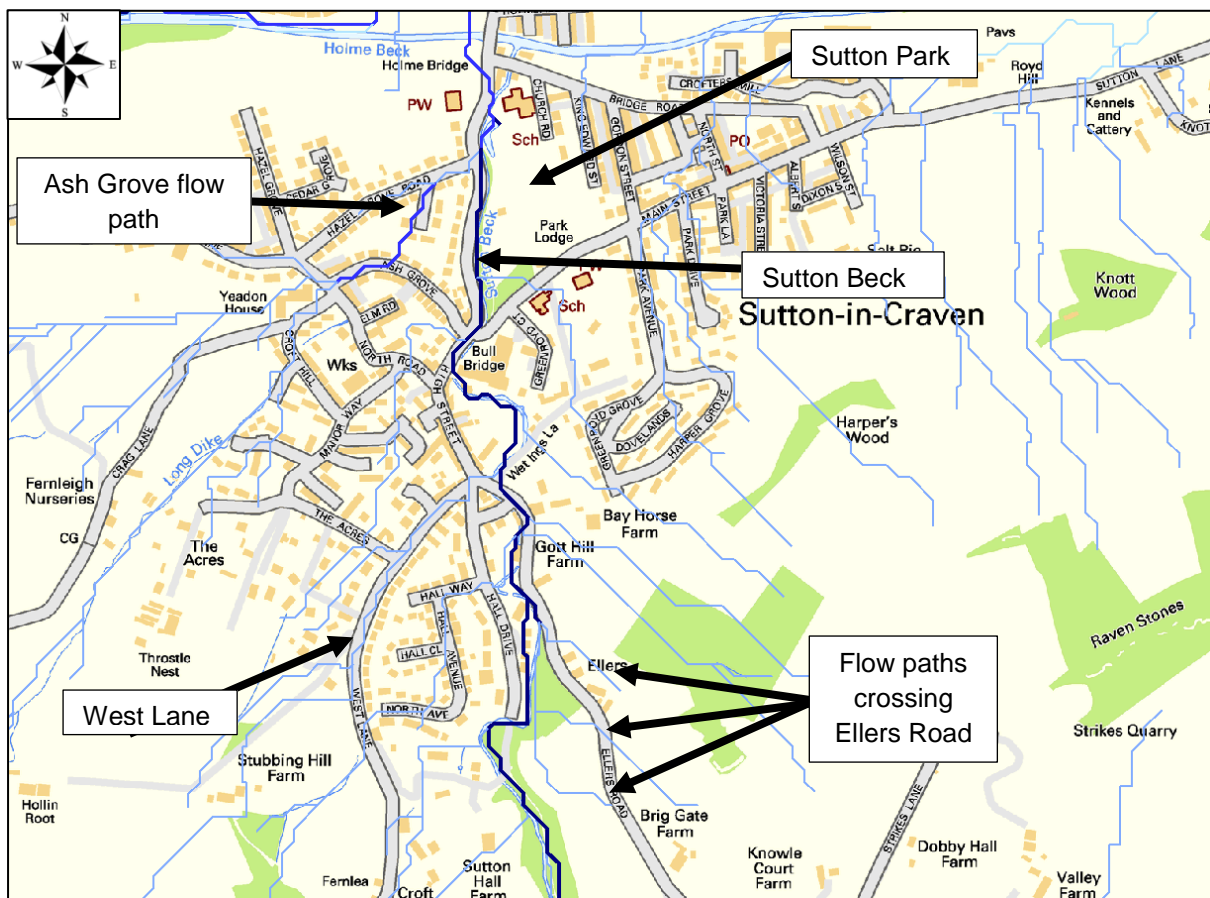 N
W
E
S
Holme Beck
Holme Bridge
PW
Sch
CHURCH RD
KING EDWARD ST
Sutton Park
CROFTERS MILL
BRIDGE ROAD
Pavs
Royd
Hill
SUTTON LANE
Kennels
and
Cattery
Ash Grove flow
path
HAZEL GROVE
CEDAR G
ROVE
HAZEL GROVE ROAD
GORDON STREET
NORTH ST
PO
ALBERT S
WILSON ST
DIXON S
MAIN STREET
VICTORIA STRE
PARK LA
PARK DRIVE
PARK AVENUE
Park
Lodge
Sutton Beck
Knott
Wood
Yeadon
House
ASH GROVE
ELM RD
Sch
GREENROYD CT
Sutton-in-Craven
CROFT HILL
Wks
NORTH ROAD
Bull
Bridge
HIGH STREET
MANOR WAY
CRAG LANE
Long Dike
Fernleigh
Nurseries
CG
Wet Ings La
GREENROYD GROVE
DOVELANDS
HARPER GROVE
Harper's
Wood
THE ACRES
The
Acres
Bay Horse
Farm
Gott Hill
Farm
HALL WAY
HALL DRIVE
HALL CL
HALL AVENUE
NORTH AVE
Throstle
Nest
West Lane
WEST LANE
Ellers
Flow paths
crossing
Ellers Road
Raven Stones
Strikes Quarry
Stubbing Hill
Farm
ELLERS ROAD
STRIKES LANE
Hollin
Root
Brig Gate
Farm
Knowle
Court
Farm
Dobby Hall
Farm
Valley
Farm
Fernlea
Croft
Sutton
Hall
Farm